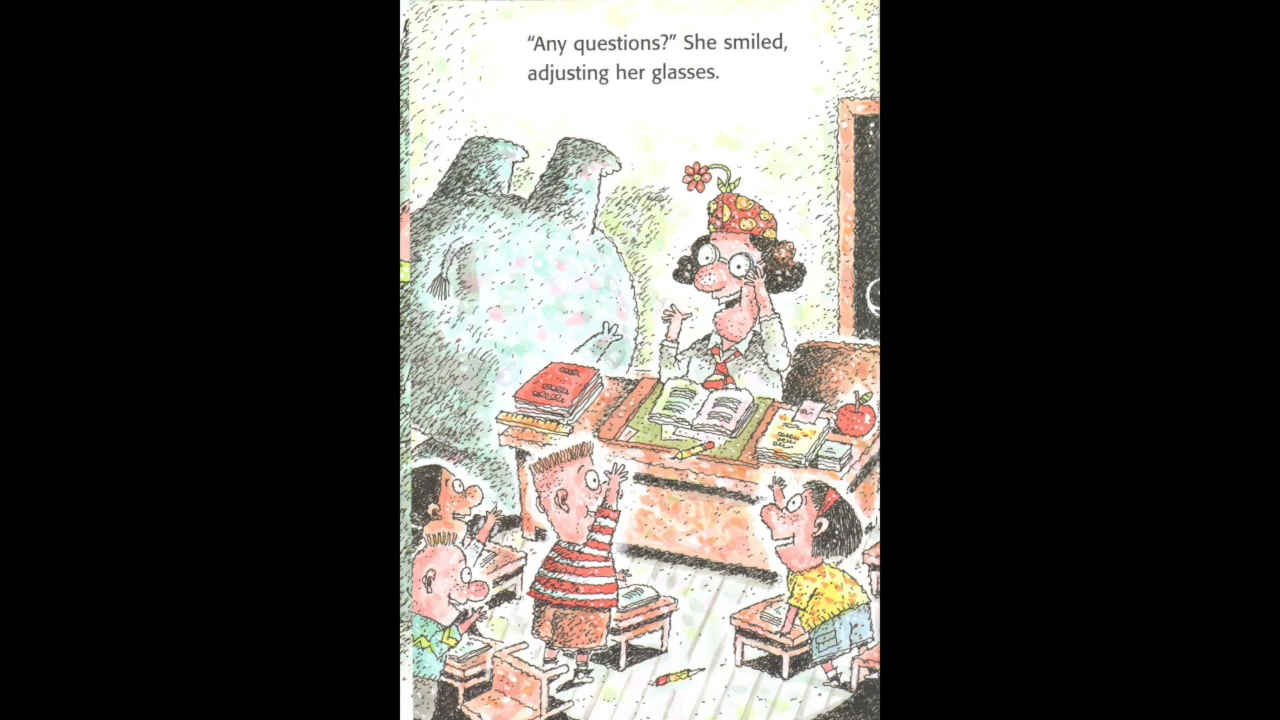 “Any questions?” She smiled,
adjusting her glasses.